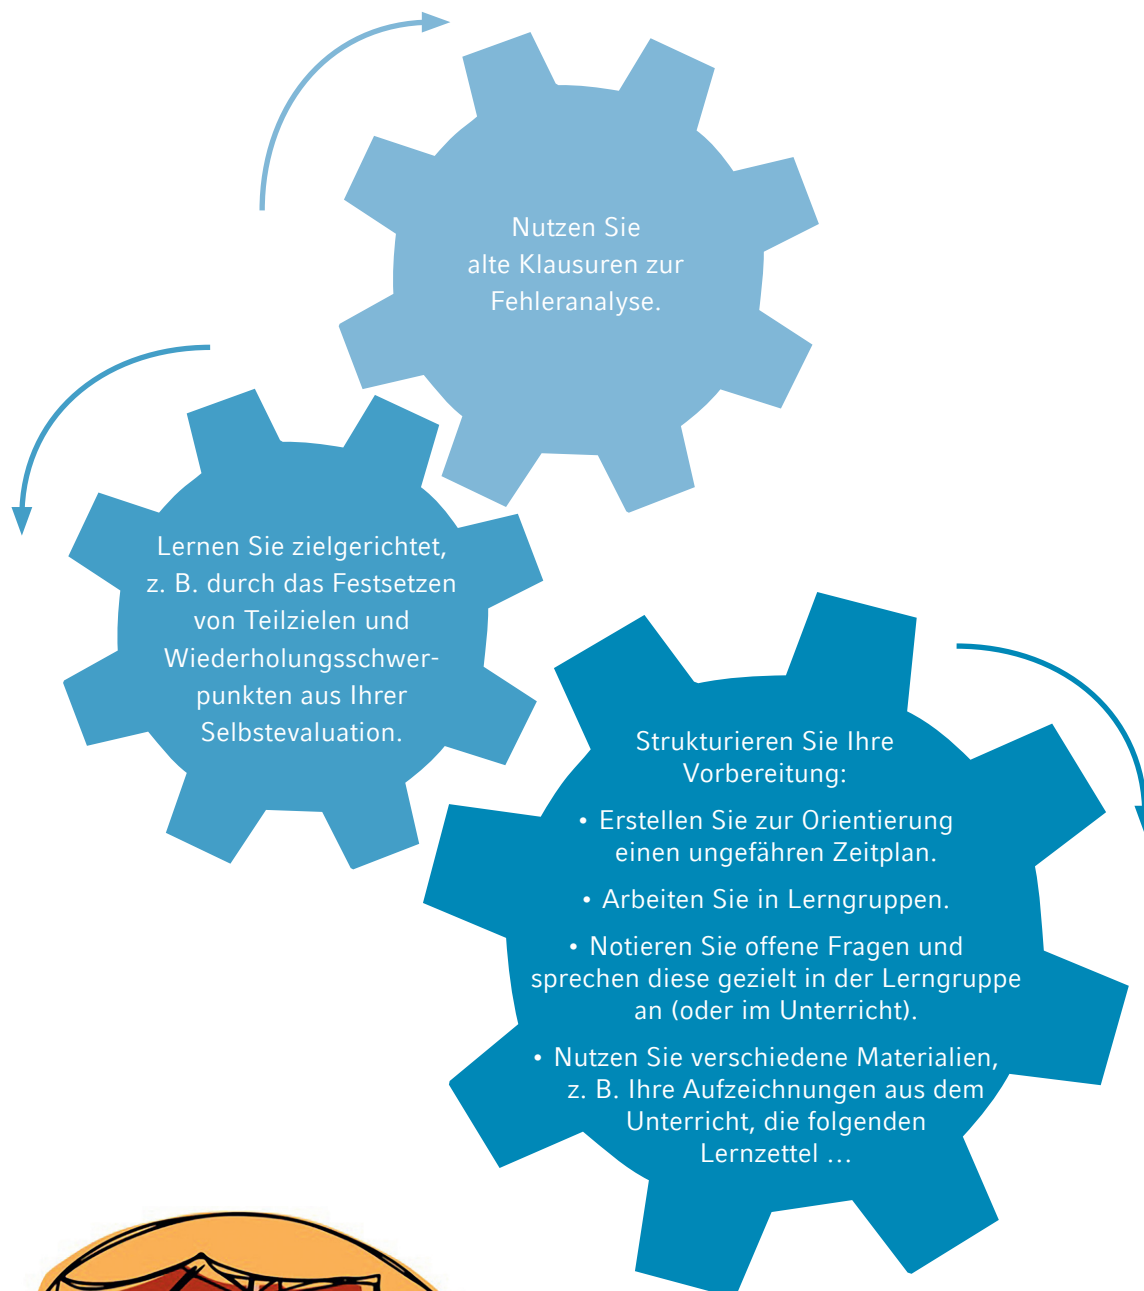 Nutzen Sie
alte Klausuren zur
Fehleranalyse.
Lernen Sie zielgerichtet,
z. B. durch das Festsetzen
von Teilzielen und
Wiederholungsschwer-
punkten aus Ihrer
Selbstevaluation.
Strukturieren Sie Ihre
Vorbereitung:
• Erstellen Sie zur Orientierung
einen ungefähren Zeitplan.
• Arbeiten Sie in Lerngruppen.
• Notieren Sie offene Fragen und
sprechen diese gezielt in der Lerngruppe
an (oder im Unterricht).
• Nutzen Sie verschiedene Materialien,
z. B. Ihre Aufzeichnungen aus dem
Unterricht, die folgenden
Lernzettel …